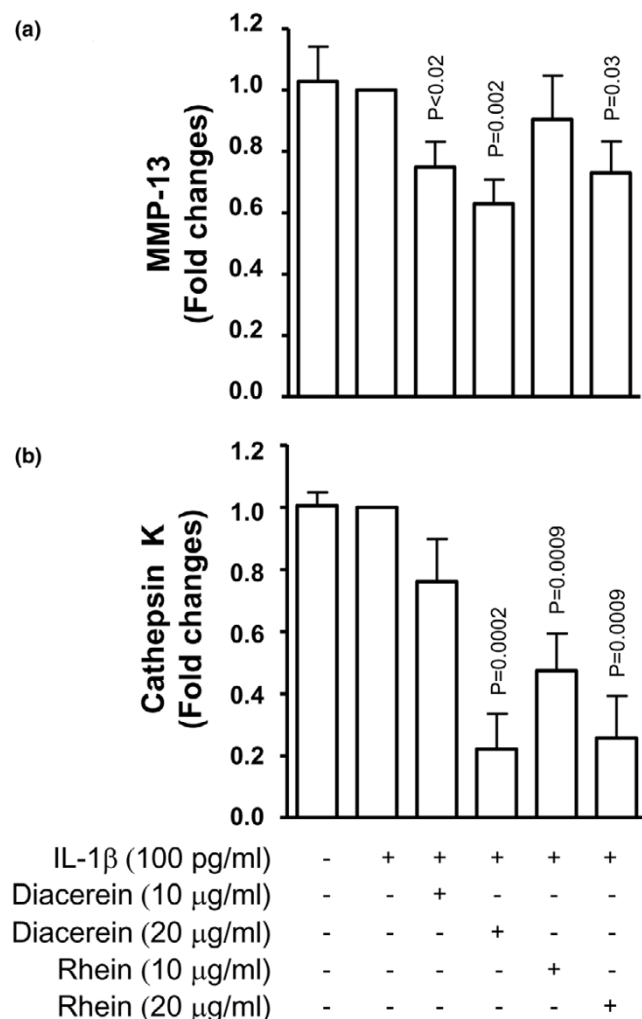 (a)
MMP-13
(Fold changes)
1.2
1.0
0.8
0.6
0.4
0.2
0.0
P<0.02
P=0.002
P=0.03
(b)
Cathepsin K
(Fold changes)
1.2
1.0
0.8
0.6
0.4
0.2
0.0
P=0.0002
P=0.0009
P=0.0009
IL-1β (100 pg/ml) - + + + + +
Diacerein (10 µg/ml) - - + - - -
Diacerein (20 µg/ml) - - - + - -
Rhein (10 µg/ml) - - - - + -
Rhein (20 µg/ml) - - - - - +